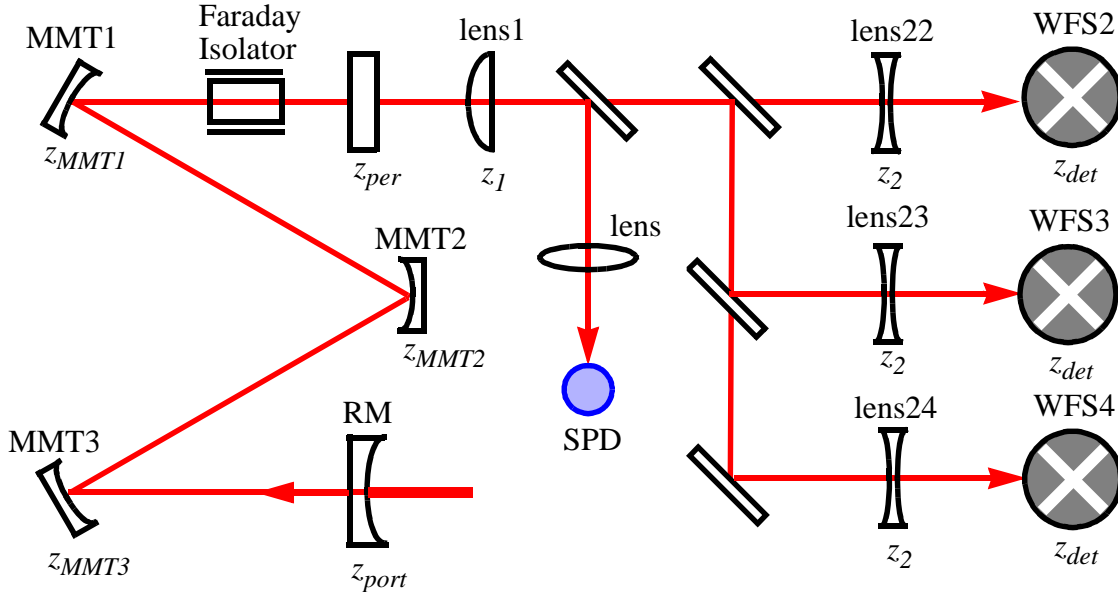 Faraday
Isolator
MMT1
lens1
lens22
WFS2
z_MMT1
z_per
z_1
z_2
z_det
MMT2
lens
lens23
WFS3
z_MMT2
z_2
z_det
MMT3
RM
SPD
lens24
WFS4
z_MMT3
z_port
z_2
z_det